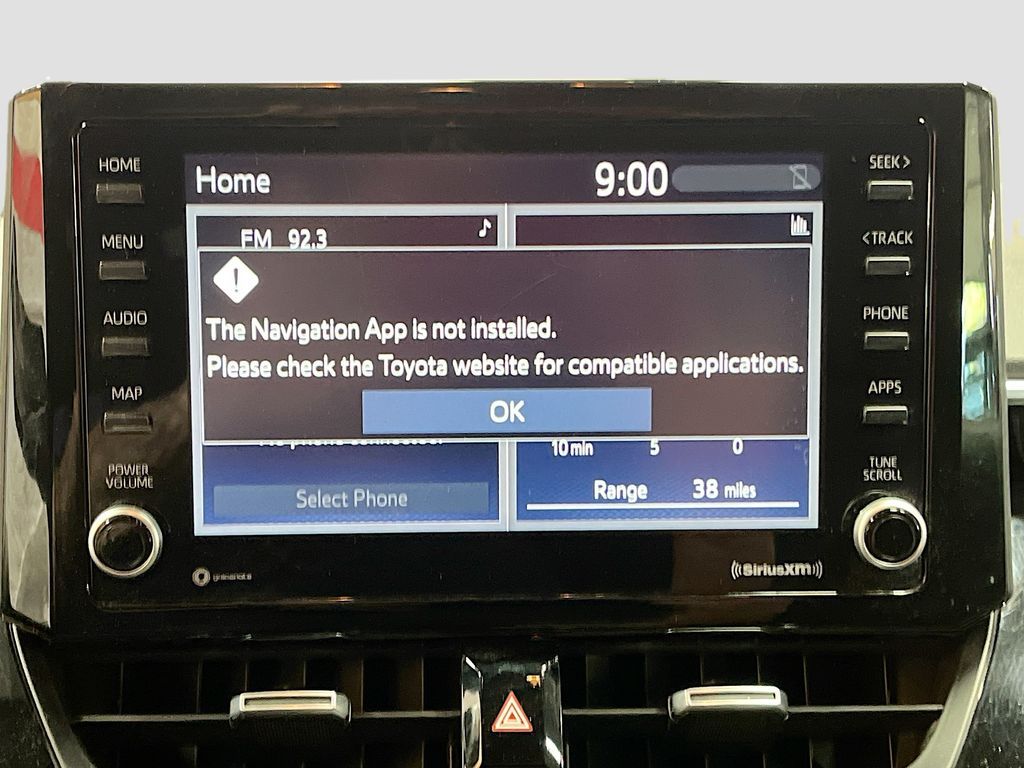 HOME
MENU
AUDIO
MAP
POWER
VOLUME
Home
9:00
FM 92.3
The Navigation App is not installed.
Please check the Toyota website for compatible applications.
OK
10 min 5 0
Select Phone
Range 38 miles
((SiriusXM))
SEEK >
< TRACK
PHONE
APPS
TUNE
SCROLL